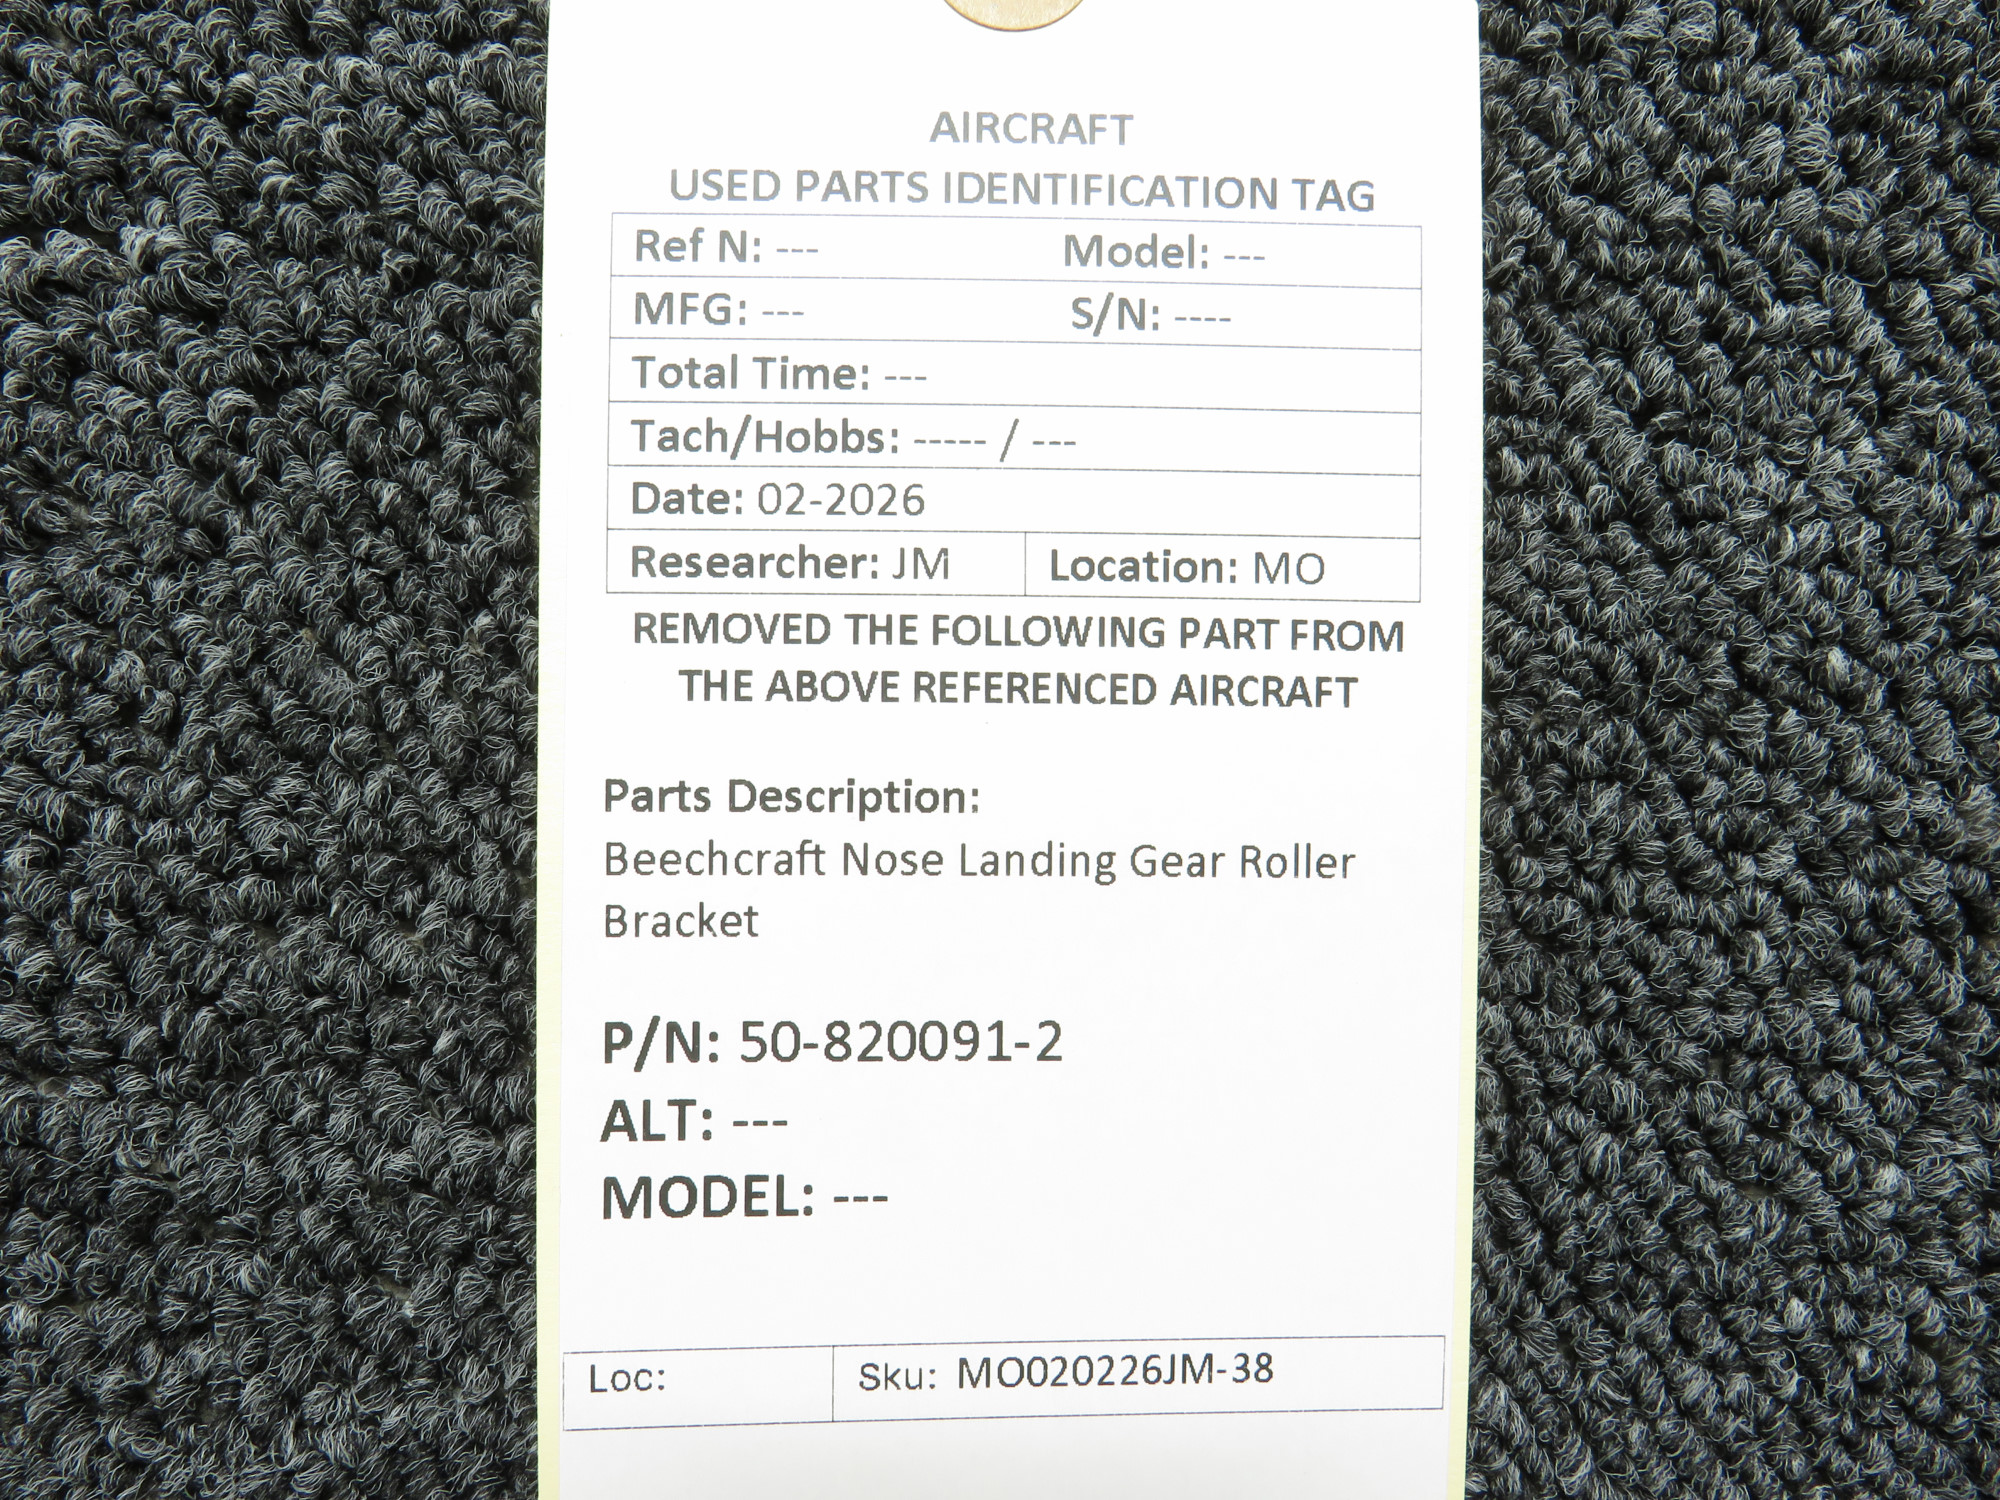 AIRCRAFT
USED PARTS IDENTIFICATION TAG
Ref N: --- Model: ---
MFG: --- S/N: ----
Total Time: ---
Tach/Hobbs: ----- / ---
Date: 02-2026
Researcher: JM Location: MO
REMOVED THE FOLLOWING PART FROM
THE ABOVE REFERENCED AIRCRAFT
Parts Description:
Beechcraft Nose Landing Gear Roller
Bracket
P/N: 50-820091-2
ALT: ---
MODEL: ---
Loc: Sku: MO020226JM-38